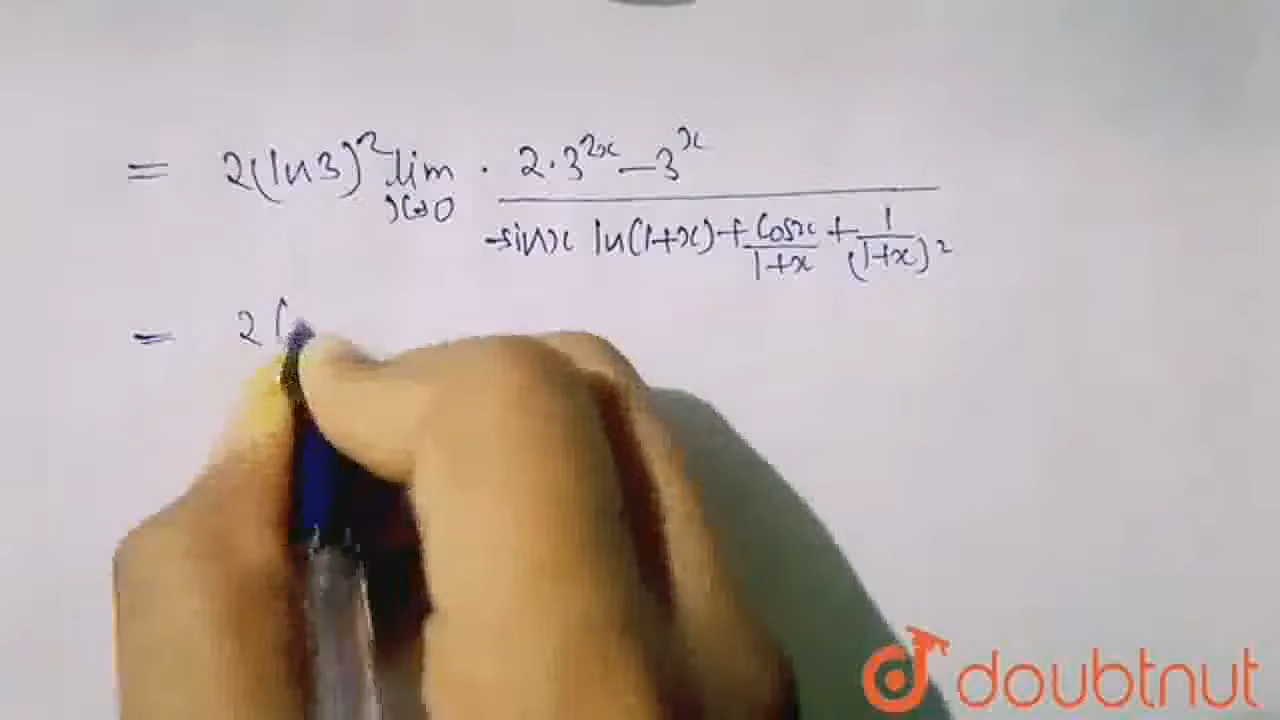 = 2(ln3)² lim x→0 · (2·3^{2x} – 3^x) / (-sinx ln(1+x) + cosx/(1+x) + 1/(1+x)²)
= 2(
doubtnut